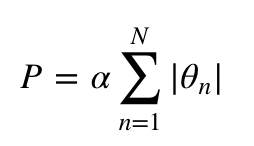 P = α ∑_{n=1}^{N} |θ_n|